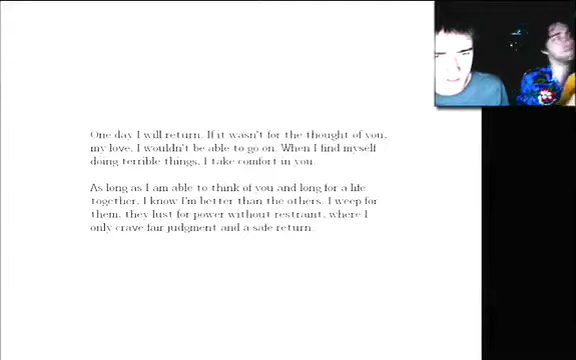 One day I will return. If it wasn't for the thought of you,
my love, I wouldn't be able to go on. When I find myself
doing terrible things, I take comfort in you.
As long as I am able to think of you and long for a life
together, I know I'm better than the others. I weep for
them, they lust for power without restraint, where I
only crave fair judgment and a safe return.